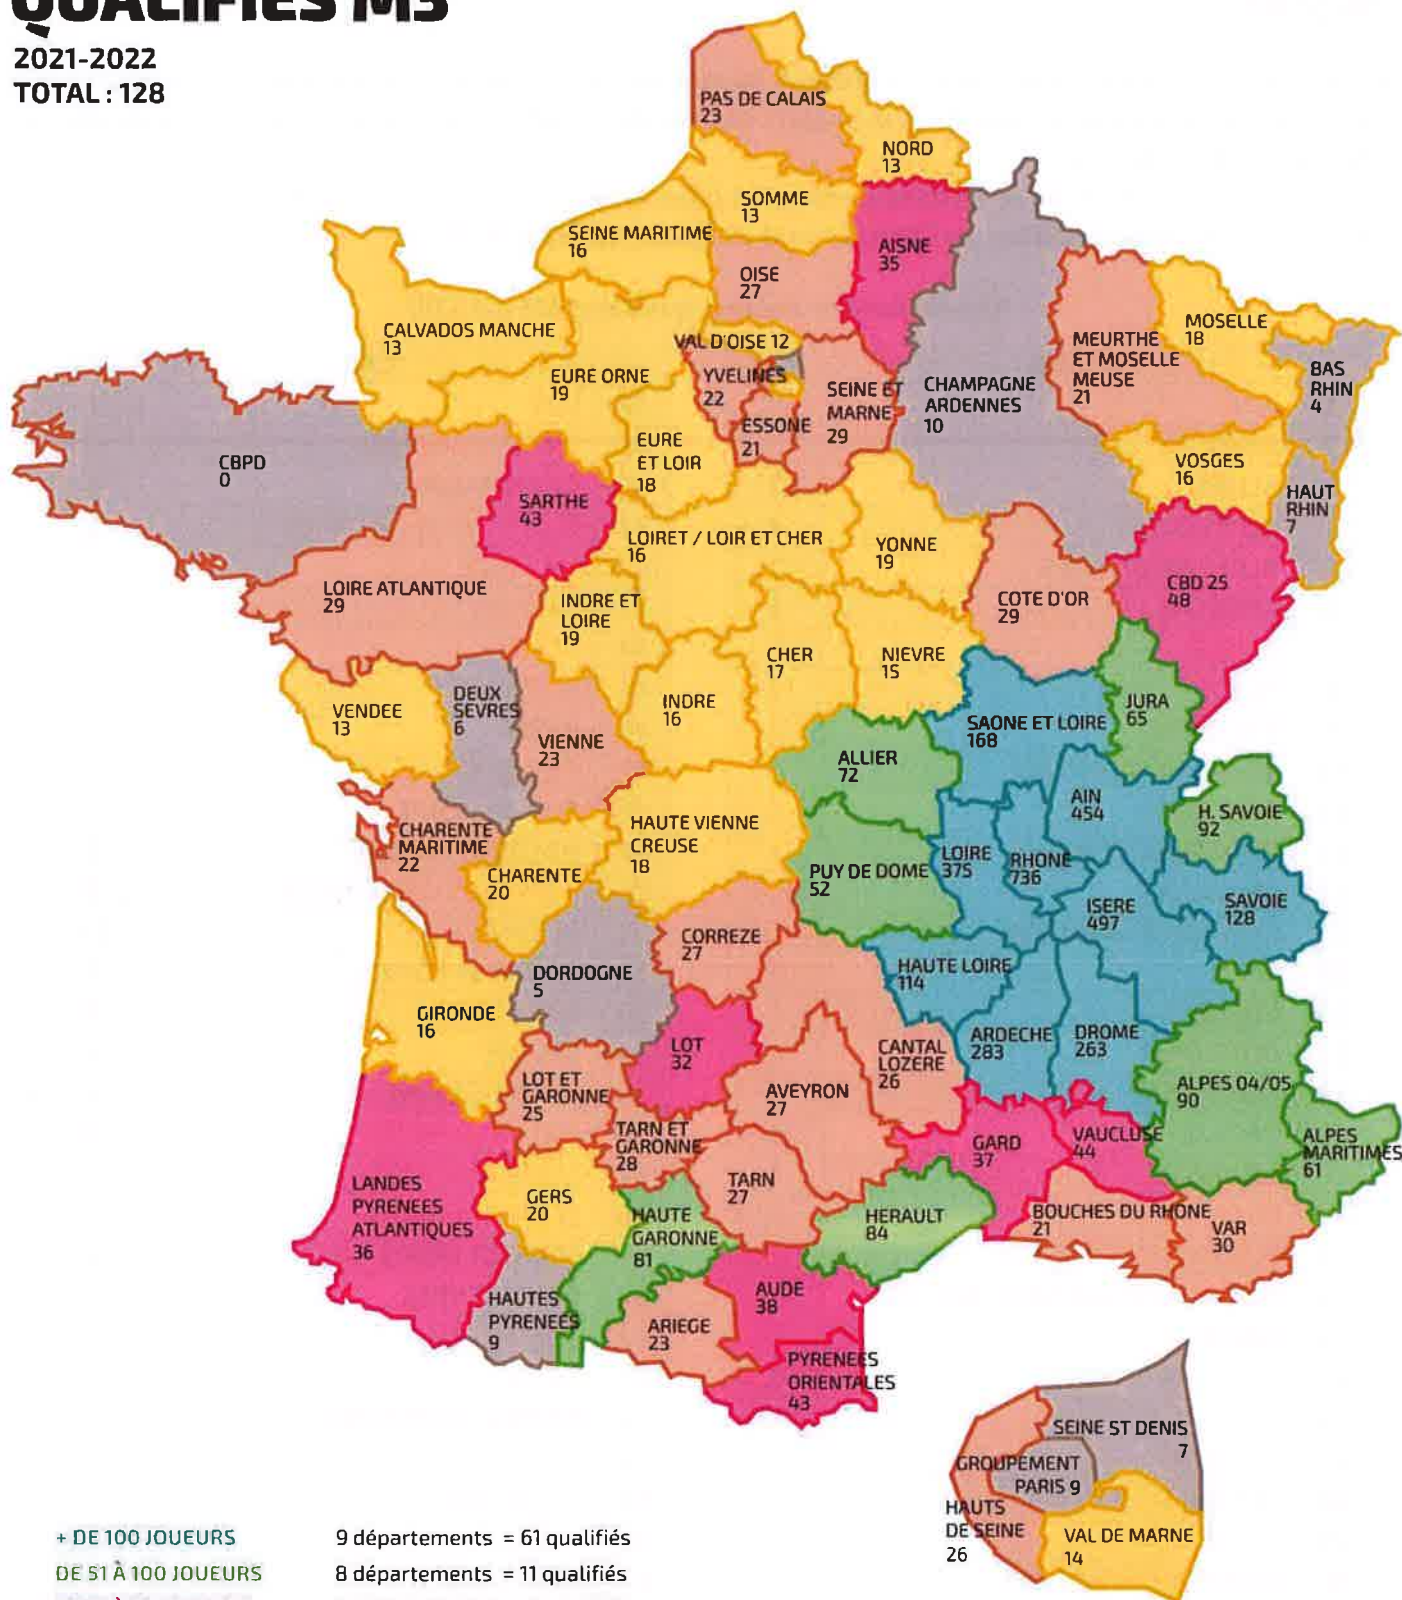 QUALIFIÉS M3
2021-2022
TOTAL : 128
PAS DE CALAIS
23
NORD
13
SOMME
13
SEINE MARITIME
16
AISNE
35
OISE
27
CALVADOS MANCHE
13
VAL D'OISE 12
MOSELLE
18
MEURTHE
ET MOSELLE
MEUSE
21
BAS
RHIN
4
EURE ORNE
19
YVELINES
22
SEINE ET
MARNE
29
CHAMPAGNE
ARDENNES
10
ESSONE
21
EURE
ET LOIR
18
CBPD
0
VOSGES
16
SARTHE
43
HAUT
RHIN
7
LOIRET / LOIR ET CHER
16
YONNE
19
LOIRE ATLANTIQUE
29
INDRE ET
LOIRE
19
COTE D'OR
29
CBD 25
48
CHER
17
NIEVRE
15
VENDEE
13
DEUX
SEVRES
6
INDRE
16
JURA
65
VIENNE
23
SAONE ET LOIRE
168
ALLIER
72
AIN
454
H. SAVOIE
92
CHARENTE
MARITIME
22
HAUTE VIENNE
CREUSE
18
CHARENTE
20
PUY DE DOME
52
LOIRE
375
RHONE
736
ISERE
497
SAVOIE
128
CORREZE
27
DORDOGNE
5
HAUTE LOIRE
114
GIRONDE
16
LOT
32
CANTAL
LOZERE
26
ARDECHE
283
DROME
263
LOT ET
GARONNE
25
AVEYRON
27
ALPES 04/05
90
TARN ET
GARONNE
28
GARD
37
VAUCLUSE
44
ALPES
MARITIMES
61
LANDES
PYRENEES
ATLANTIQUES
36
GERS
20
TARN
27
HAUTE
GARONNE
81
HERAULT
84
BOUCHES DU RHONE
21
VAR
30
HAUTES
PYRENEES
9
AUDE
38
ARIEGE
23
PYRENEES
ORIENTALES
43
SEINE ST DENIS
7
GROUPEMENT
PARIS 9
HAUTS
DE SEINE
26
VAL DE MARNE
14
+ DE 100 JOUEURS 9 départements = 61 qualifiés
DE 51 À 100 JOUEURS 8 départements = 11 qualifiés